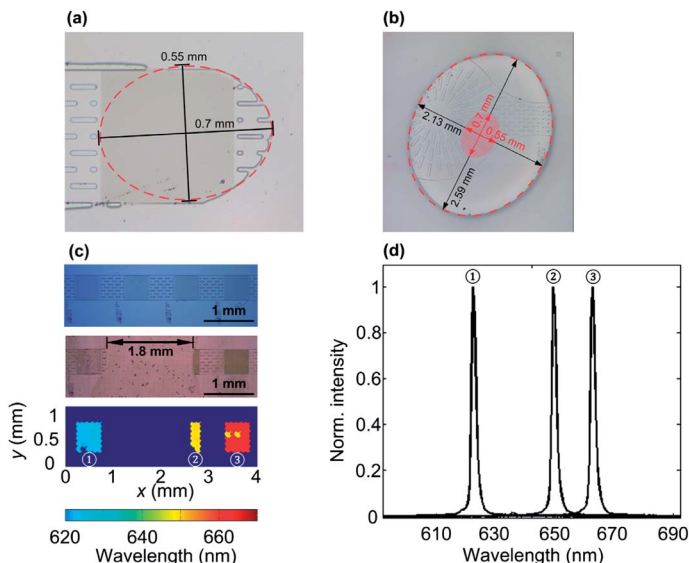 (a)
0.55 mm
0.7 mm
(b)
0.7 mm
0.55 mm
2.13 mm
2.59 mm
(c)
1 mm
1.8 mm
1 mm
y (mm)
1
0.5
0
① ② ③
0 1 2 3 4
x (mm)
620 640 660
Wavelength (nm)
(d)
① ② ③
Norm. intensity
1
0.8
0.6
0.4
0.2
0
610 630 650 670 690
Wavelength (nm)